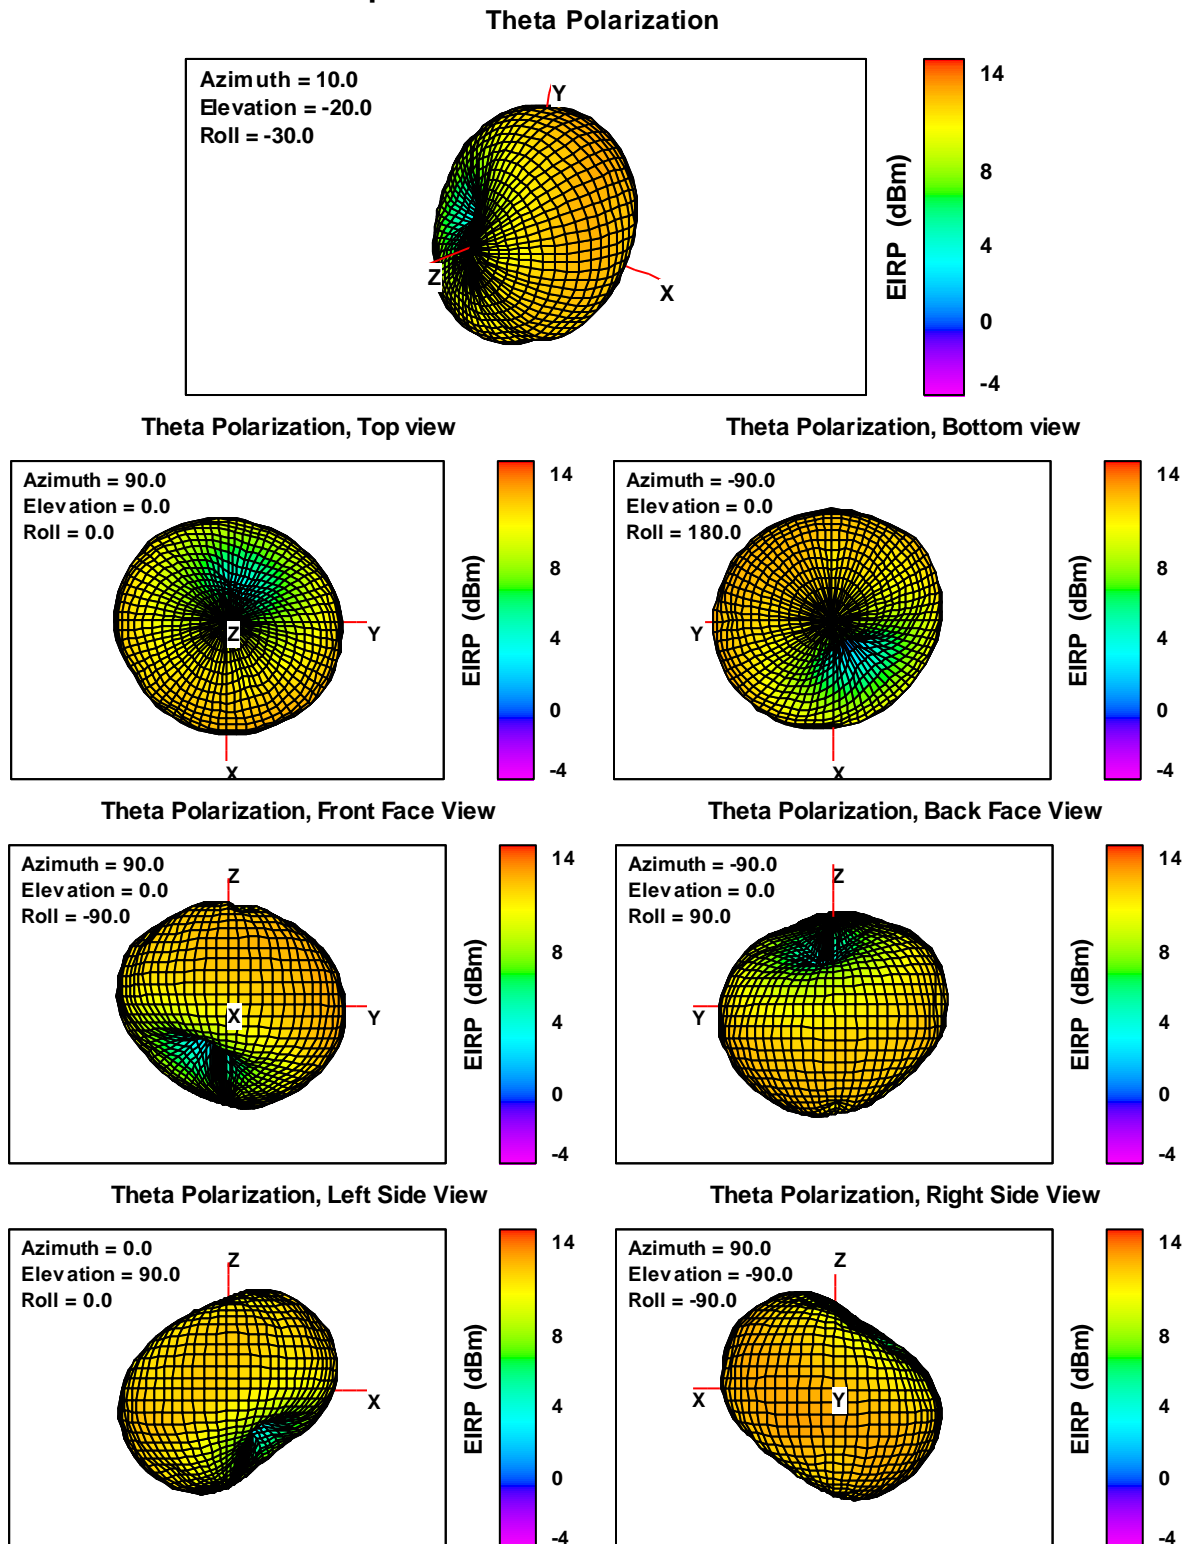 Theta Polarization
Azimuth = 10.0
Elevation = -20.0
Roll = -30.0
Y
Z
X
EIRP (dBm)
14
8
4
0
-4
Theta Polarization, Top view
Azimuth = 90.0
Elevation = 0.0
Roll = 0.0
Z
Y
X
EIRP (dBm)
14
8
4
0
-4
Theta Polarization, Bottom view
Azimuth = -90.0
Elevation = 0.0
Roll = 180.0
Y
X
EIRP (dBm)
14
8
4
0
-4
Theta Polarization, Front Face View
Azimuth = 90.0
Elevation = 0.0
Roll = -90.0
Z
X
Y
EIRP (dBm)
14
8
4
0
-4
Theta Polarization, Back Face View
Azimuth = -90.0
Elevation = 0.0
Roll = 90.0
Z
Y
EIRP (dBm)
14
8
4
0
-4
Theta Polarization, Left Side View
Azimuth = 0.0
Elevation = 90.0
Roll = 0.0
Z
X
EIRP (dBm)
14
8
4
0
-4
Theta Polarization, Right Side View
Azimuth = 90.0
Elevation = -90.0
Roll = -90.0
Z
X
Y
EIRP (dBm)
14
8
4
0
-4